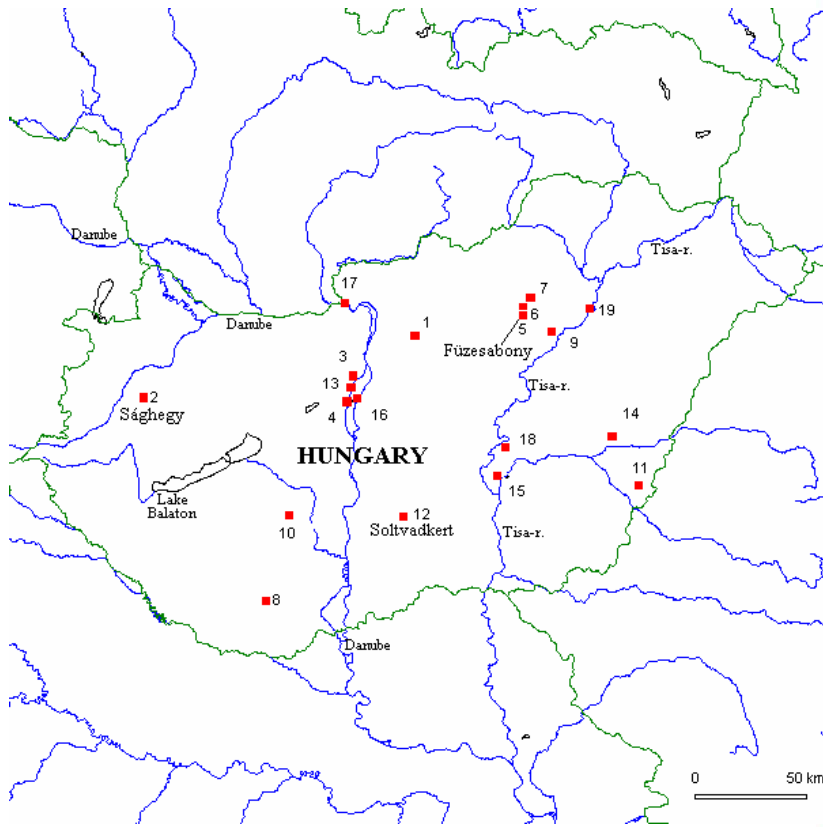 Danube
Tisa-r.
17
7
19
Danube
1
6
5
Füzesabony
9
3
13
Tisa-r.
2
4
16
Sághegy
14
18
HUNGARY
11
15
Lake
Balaton
12
10
Soltvadkert
Tisa-r.
8
Danube
0 50 km